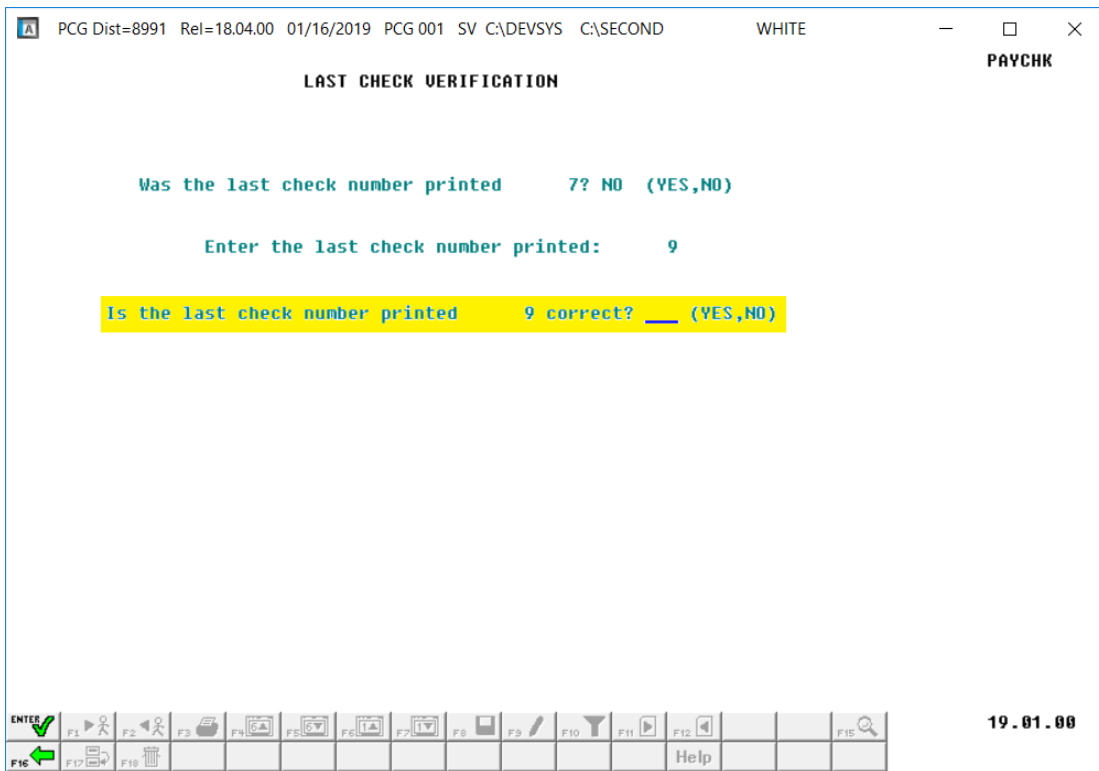 PCG Dist=8991 Rel=18.04.00 01/16/2019 PCG 001 SV C:\DEVSYS C:\SECOND WHITE
PAYCHK
LAST CHECK VERIFICATION
Was the last check number printed 7? NO (YES,NO)
Enter the last check number printed: 9
Is the last check number printed 9 correct? ___ (YES,NO)
ENTER F1 F2 F3 F4 F5 F6 F7 F8 F9 F10 F11 F12 F15 19.01.00
F16 F17 F18 Help